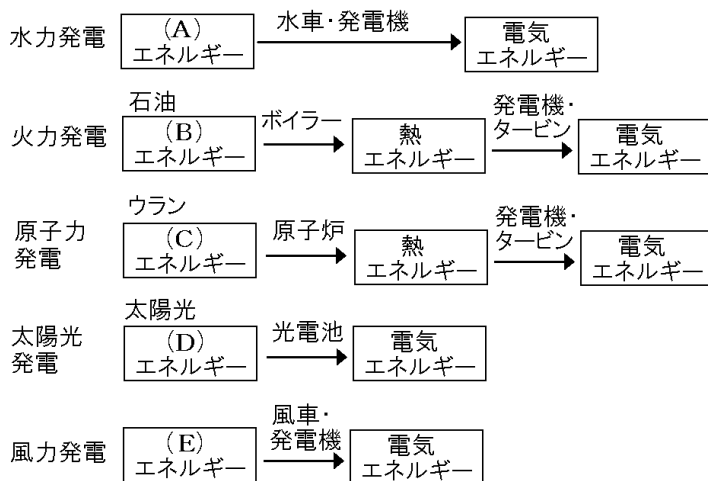 水力発電
(A)
エネルギー
水車・発電機
電気
エネルギー
火力発電
石油
(B)
エネルギー
ボイラー
熱
エネルギー
発電機・
タービン
電気
エネルギー
原子力
発電
ウラン
(C)
エネルギー
原子炉
熱
エネルギー
発電機・
タービン
電気
エネルギー
太陽光
発電
太陽光
(D)
エネルギー
光電池
電気
エネルギー
風力発電
(E)
エネルギー
風車・
発電機
電気
エネルギー